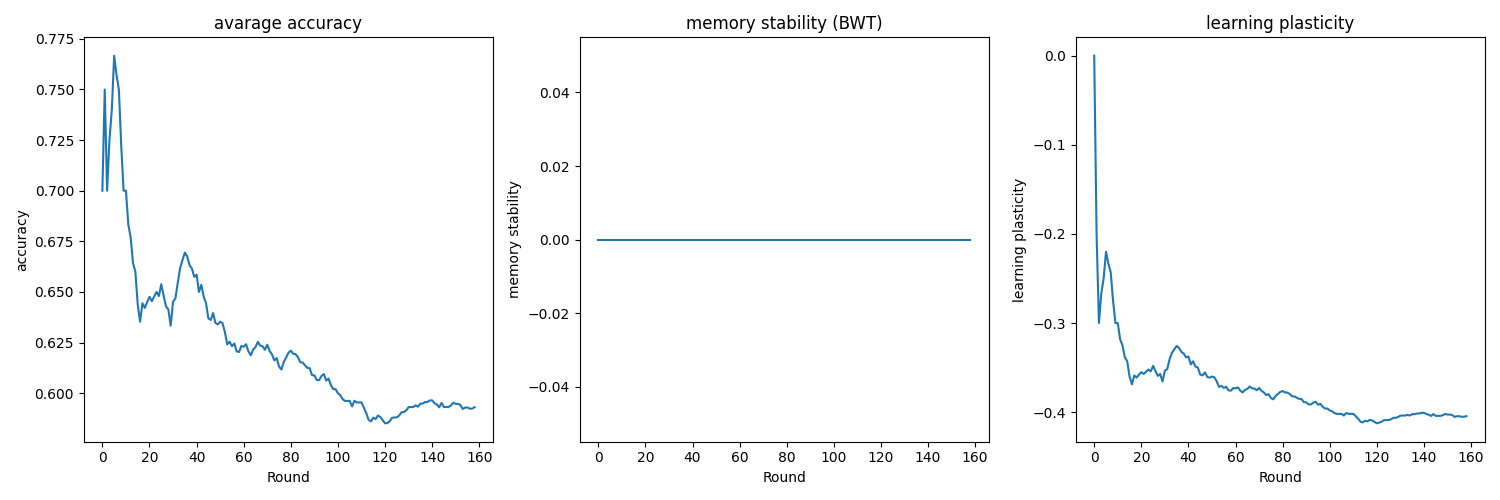 avarage accuracy
accuracy
0.775
0.750
0.725
0.700
0.675
0.650
0.625
0.600
0 20 40 60 80 100 120 140 160
Round
memory stability (BWT)
memory stability
0.04
0.02
0.00
−0.02
−0.04
0 20 40 60 80 100 120 140 160
Round
learning plasticity
learning plasticity
0.0
−0.1
−0.2
−0.3
−0.4
0 20 40 60 80 100 120 140 160
Round